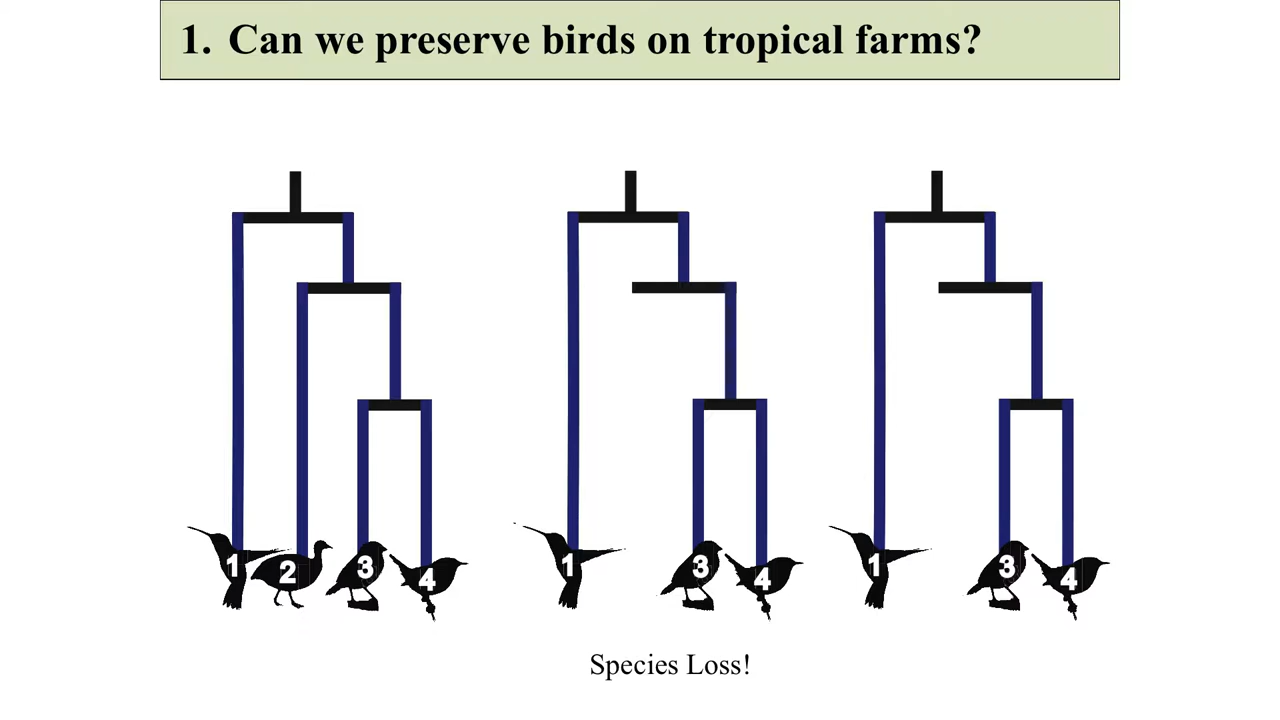 1. Can we preserve birds on tropical farms?
1 2 3 4
1 3 4
1 3 4
Species Loss!